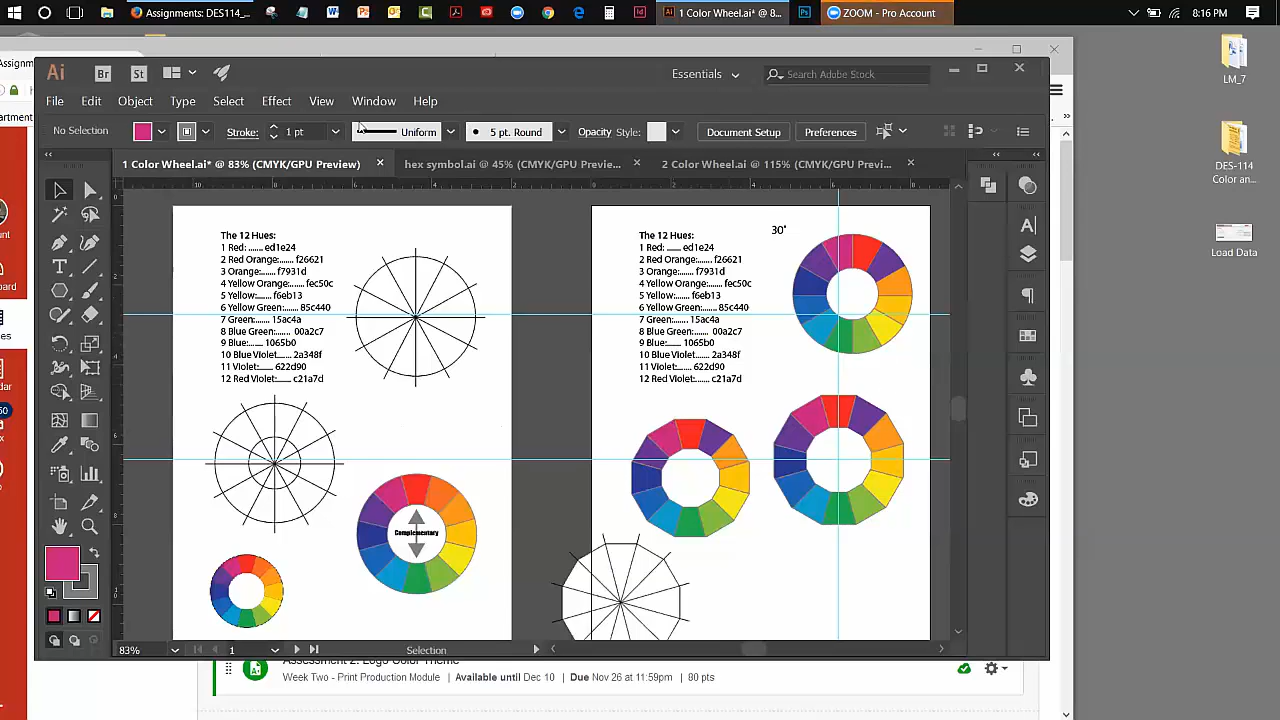 Assignments: DES114_
1 Color Wheel.ai* @ 8...
ZOOM - Pro Account
8:16 PM
Assign
LM_7
DES-114
Color an...
Load Data
Ai
Br
St
Essentials
Search Adobe Stock
File Edit Object Type Select Effect View Window Help
No Selection
Stroke:
1 pt
Uniform
5 pt. Round
Opacity
Style:
Document Setup
Preferences
1 Color Wheel.ai* @ 83% (CMYK/GPU Preview)
hex symbol.ai @ 45% (CMYK/GPU Previe...
2 Color Wheel.ai @ 115% (CMYK/GPU Previ...
The 12 Hues:
1 Red: ...... ed1e24
2 Red Orange:...... f26621
3 Orange:...... f7931d
4 Yellow Orange:....... fec50c
5 Yellow:...... f6eb13
6 Yellow Green:...... 85c440
7 Green:...... 15ac4a
8 Blue Green:...... 00a2c7
9 Blue:...... 1065b0
10 Blue Violet...... 2a348f
11 Violet:...... 622d90
12 Red Violet:...... c21a7d
Complementary
30°
The 12 Hues:
1 Red: ...... ed1e24
2 Red Orange:...... f26621
3 Orange:...... f7931d
4 Yellow Orange:....... fec50c
5 Yellow:...... f6eb13
6 Yellow Green:...... 85c440
7 Green:...... 15ac4a
8 Blue Green:...... 00a2c7
9 Blue:...... 1065b0
10 Blue Violet...... 2a348f
11 Violet:...... 622d90
12 Red Violet:...... c21a7d
83%
1
Selection
Assessment 2: Logo Color Theme
Week Two - Print Production Module | Available until Dec 10 | Due Nov 26 at 11:59pm | 80 pts